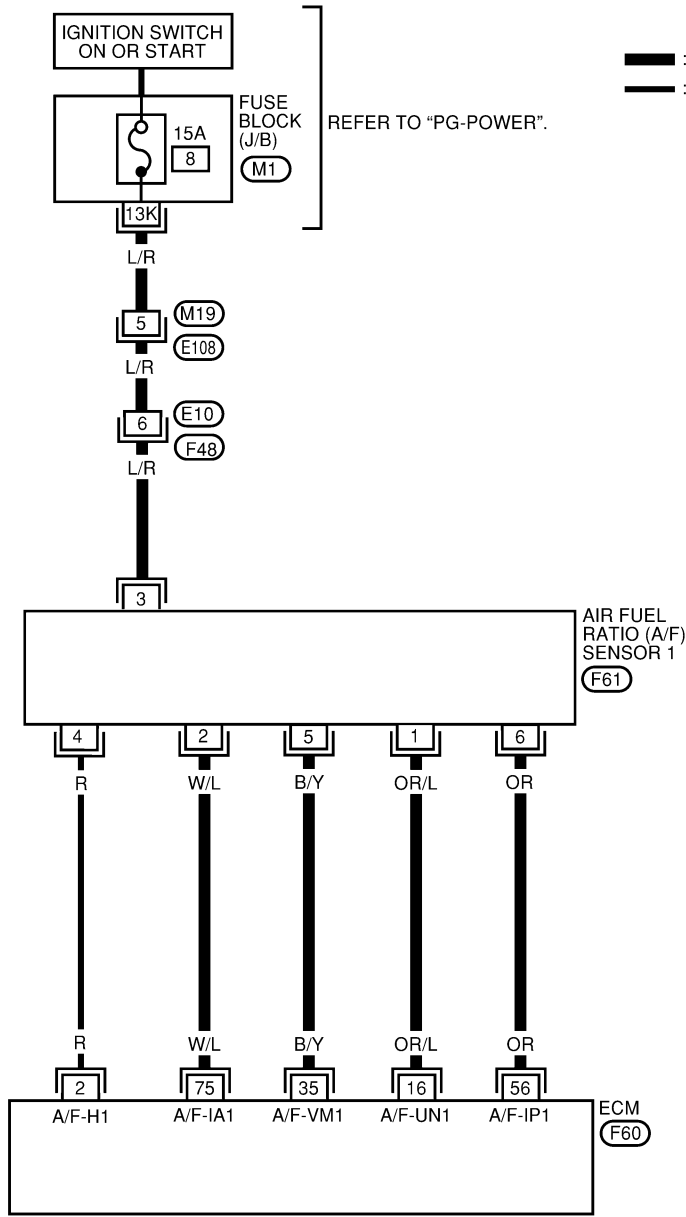 IGNITION SWITCH
ON OR START
FUSE
BLOCK
(J/B)
M1
15A
8
REFER TO “PG-POWER”.
:
:
13K
L/R
5
M19
E108
L/R
6
E10
F48
L/R
3
AIR FUEL
RATIO (A/F)
SENSOR 1
F61
4 2 5 1 6
R W/L B/Y OR/L OR
R W/L B/Y OR/L OR
2 75 35 16 56
A/F-H1 A/F-IA1 A/F-VM1 A/F-UN1 A/F-IP1
ECM
F60